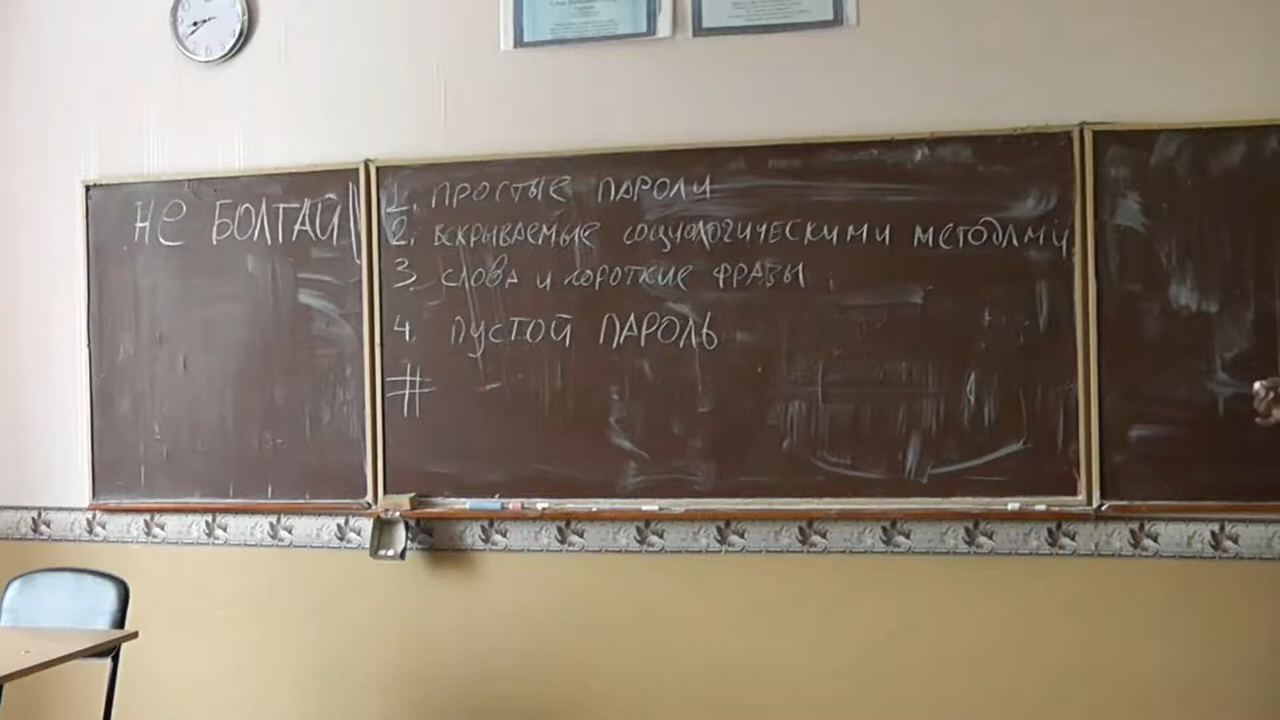 НЕ БОЛТАЙ!
1. ПРОСТЫЕ ПАРОЛИ
2. ВСКРЫВАЕМЫЕ СОЦИОЛОГИЧЕСКИМИ МЕТОДАМИ
3. СЛОВА И КОРОТКИЕ ФРАЗЫ
4. ПУСТОЙ ПАРОЛЬ
#